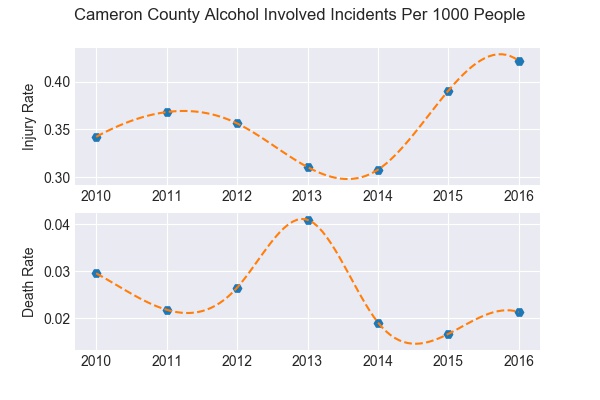 Cameron County Alcohol Involved Incidents Per 1000 People
Injury Rate
0.40
0.35
0.30
2010 2011 2012 2013 2014 2015 2016
Death Rate
0.04
0.03
0.02
2010 2011 2012 2013 2014 2015 2016